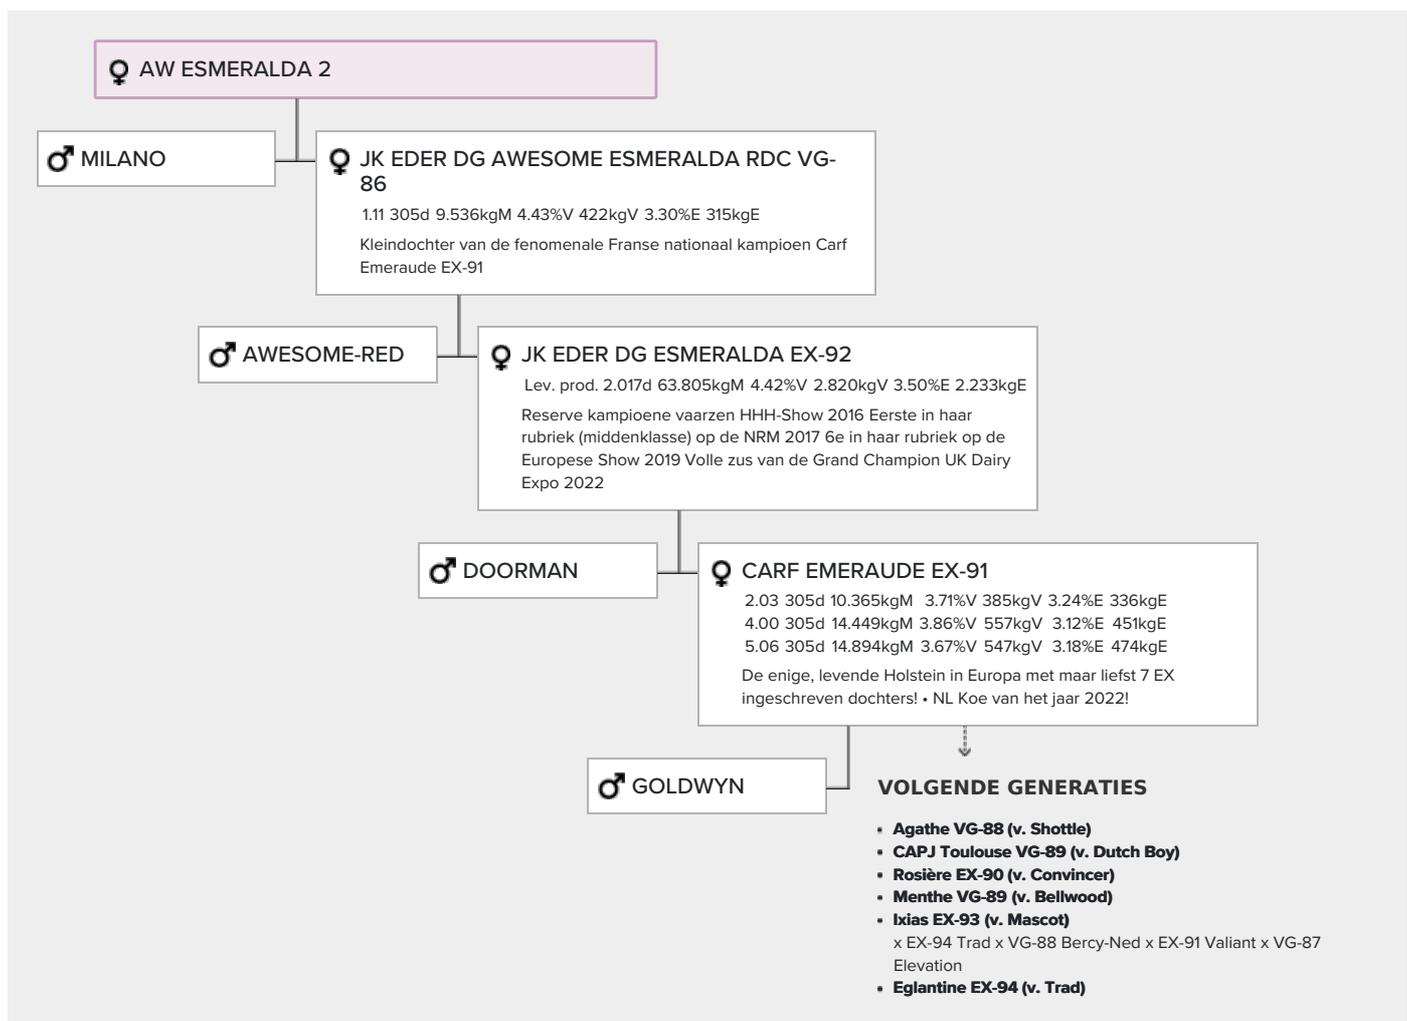 AW ESMERALDA 2
MILANO
JK EDER DG AWESOME ESMERALDA RDC VG-
86
1.11 305d 9.536kgM 4.43%V 422kgV 3.30%E 315kgE
Kleindochter van de fenomenale Franse nationaal kampioen Carf
Emeraude EX-91
AWESOME-RED
JK EDER DG ESMERALDA EX-92
Lev. prod. 2.017d 63.805kgM 4.42%V 2.820kgV 3.50%E 2.233kgE
Reserve kampioene vaarzen HHH-Show 2016 Eerste in haar
rubriek (middenklasse) op de NRM 2017 6e in haar rubriek op de
Europese Show 2019 Volle zus van de Grand Champion UK Dairy
Expo 2022
DOORMAN
CARF EMERAUDE EX-91
2.03 305d 10.365kgM 3.71%V 385kgV 3.24%E 336kgE
4.00 305d 14.449kgM 3.86%V 557kgV 3.12%E 451kgE
5.06 305d 14.894kgM 3.67%V 547kgV 3.18%E 474kgE
De enige, levende Holstein in Europa met maar liefst 7 EX
ingeschreven dochters! • NL Koe van het jaar 2022!
GOLDWYN
VOLGENDE GENERATIES
Agathe VG-88 (v. Shottle)
CAPJ Toulouse VG-89 (v. Dutch Boy)
Rosière EX-90 (v. Convincer)
Menthe VG-89 (v. Bellwood)
Ixias EX-93 (v. Mascot)
x EX-94 Trad x VG-88 Bercy-Ned x EX-91 Valiant x VG-87
Elevation
Eglantine EX-94 (v. Trad)